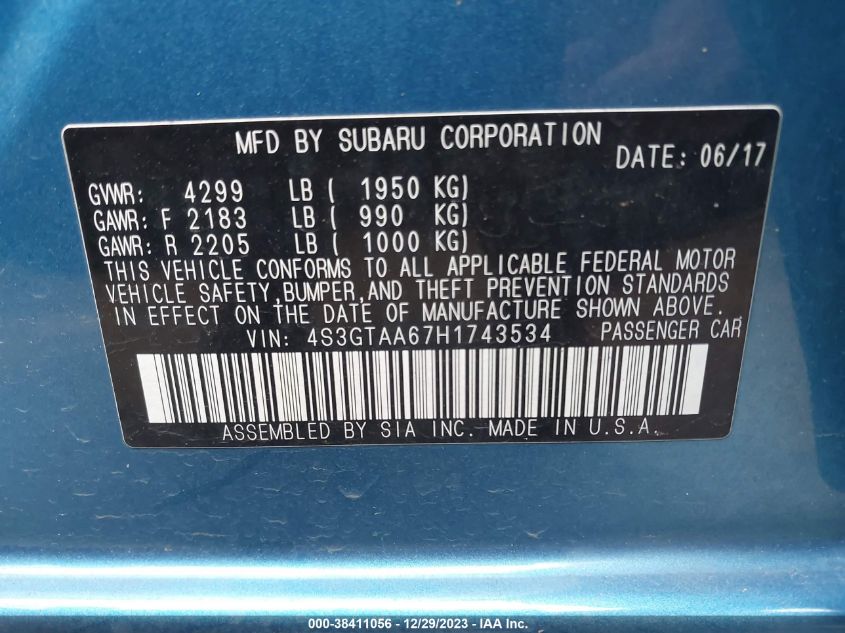 MFD BY SUBARU CORPORATION
DATE: 06/17
GVWR: 4299 LB ( 1950 KG)
GAWR: F 2183 LB ( 990 KG)
GAWR: R 2205 LB ( 1000 KG)
THIS VEHICLE CONFORMS TO ALL APPLICABLE FEDERAL MOTOR
VEHICLE SAFETY,BUMPER,AND THEFT PREVENTION STANDARDS
IN EFFECT ON THE DATE OF MANUFACTURE SHOWN ABOVE.
VIN: 4S3GTAA67H1743534 PASSENGER CAR
ASSEMBLED BY SIA INC. MADE IN U.S.A.
000-38411056 - 12/29/2023 - IAA Inc.